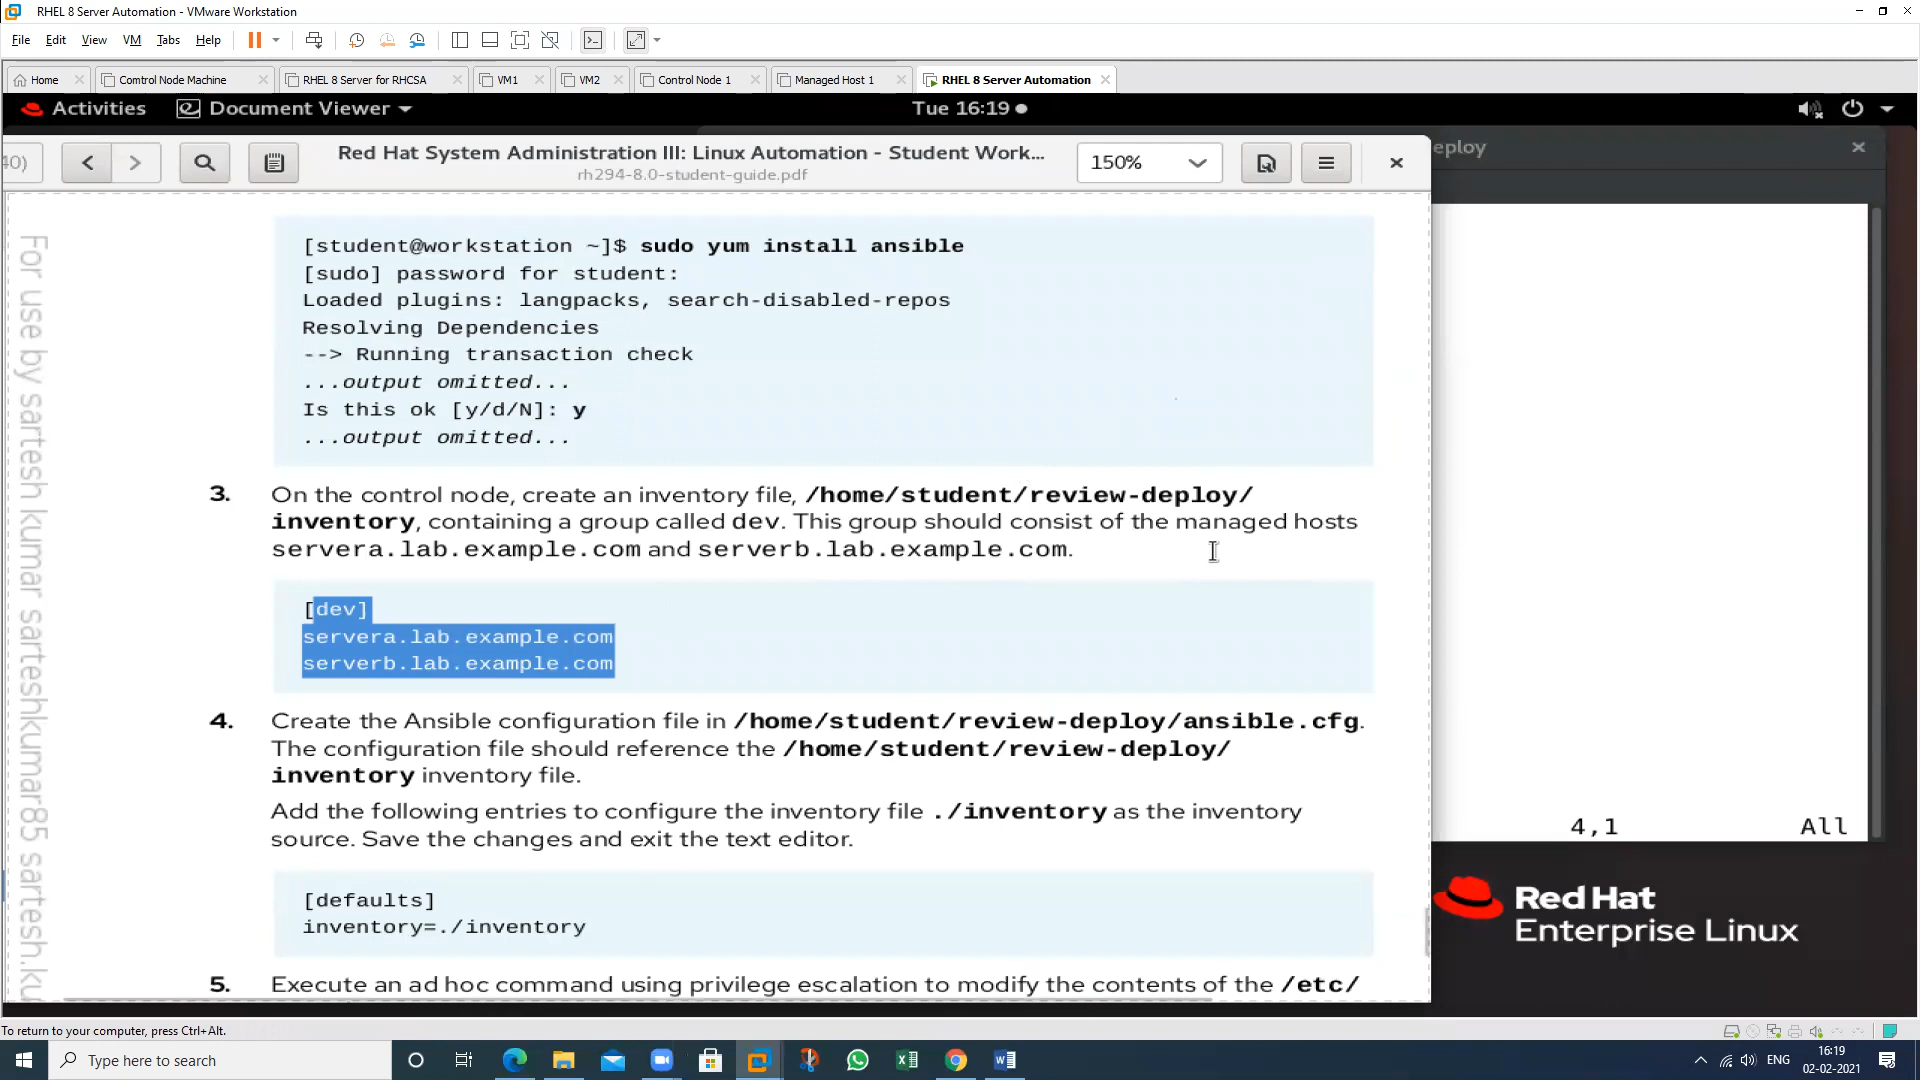 RHEL 8 Server Automation - VMware Workstation
File Edit View VM Tabs Help
Home Comtrol Node Machine RHEL 8 Server for RHCSA VM1 VM2 Control Node 1 Managed Host 1 RHEL 8 Server Automation
Activities Document Viewer Tue 16:19
40) Red Hat System Administration III: Linux Automation - Student Work... 150%
rh294-8.0-student-guide.pdf
eploy
For use by sartesh kumar sarteshkumar85 sartesh.ku
[student@workstation ~]$ sudo yum install ansible
[sudo] password for student:
Loaded plugins: langpacks, search-disabled-repos
Resolving Dependencies
--> Running transaction check
...output omitted...
Is this ok [y/d/N]: y
...output omitted...
3. On the control node, create an inventory file, /home/student/review-deploy/
inventory, containing a group called dev. This group should consist of the managed hosts
servera.lab.example.com and serverb.lab.example.com.
[dev]
servera.lab.example.com
serverb.lab.example.com
4. Create the Ansible configuration file in /home/student/review-deploy/ansible.cfg.
The configuration file should reference the /home/student/review-deploy/
inventory inventory file.
Add the following entries to configure the inventory file ./inventory as the inventory
source. Save the changes and exit the text editor.
[defaults]
inventory=./inventory
5. Execute an ad hoc command using privilege escalation to modify the contents of the /etc/
4,1 All
Red Hat
Enterprise Linux
To return to your computer, press Ctrl+Alt.
Type here to search
ENG
16:19
02-02-2021